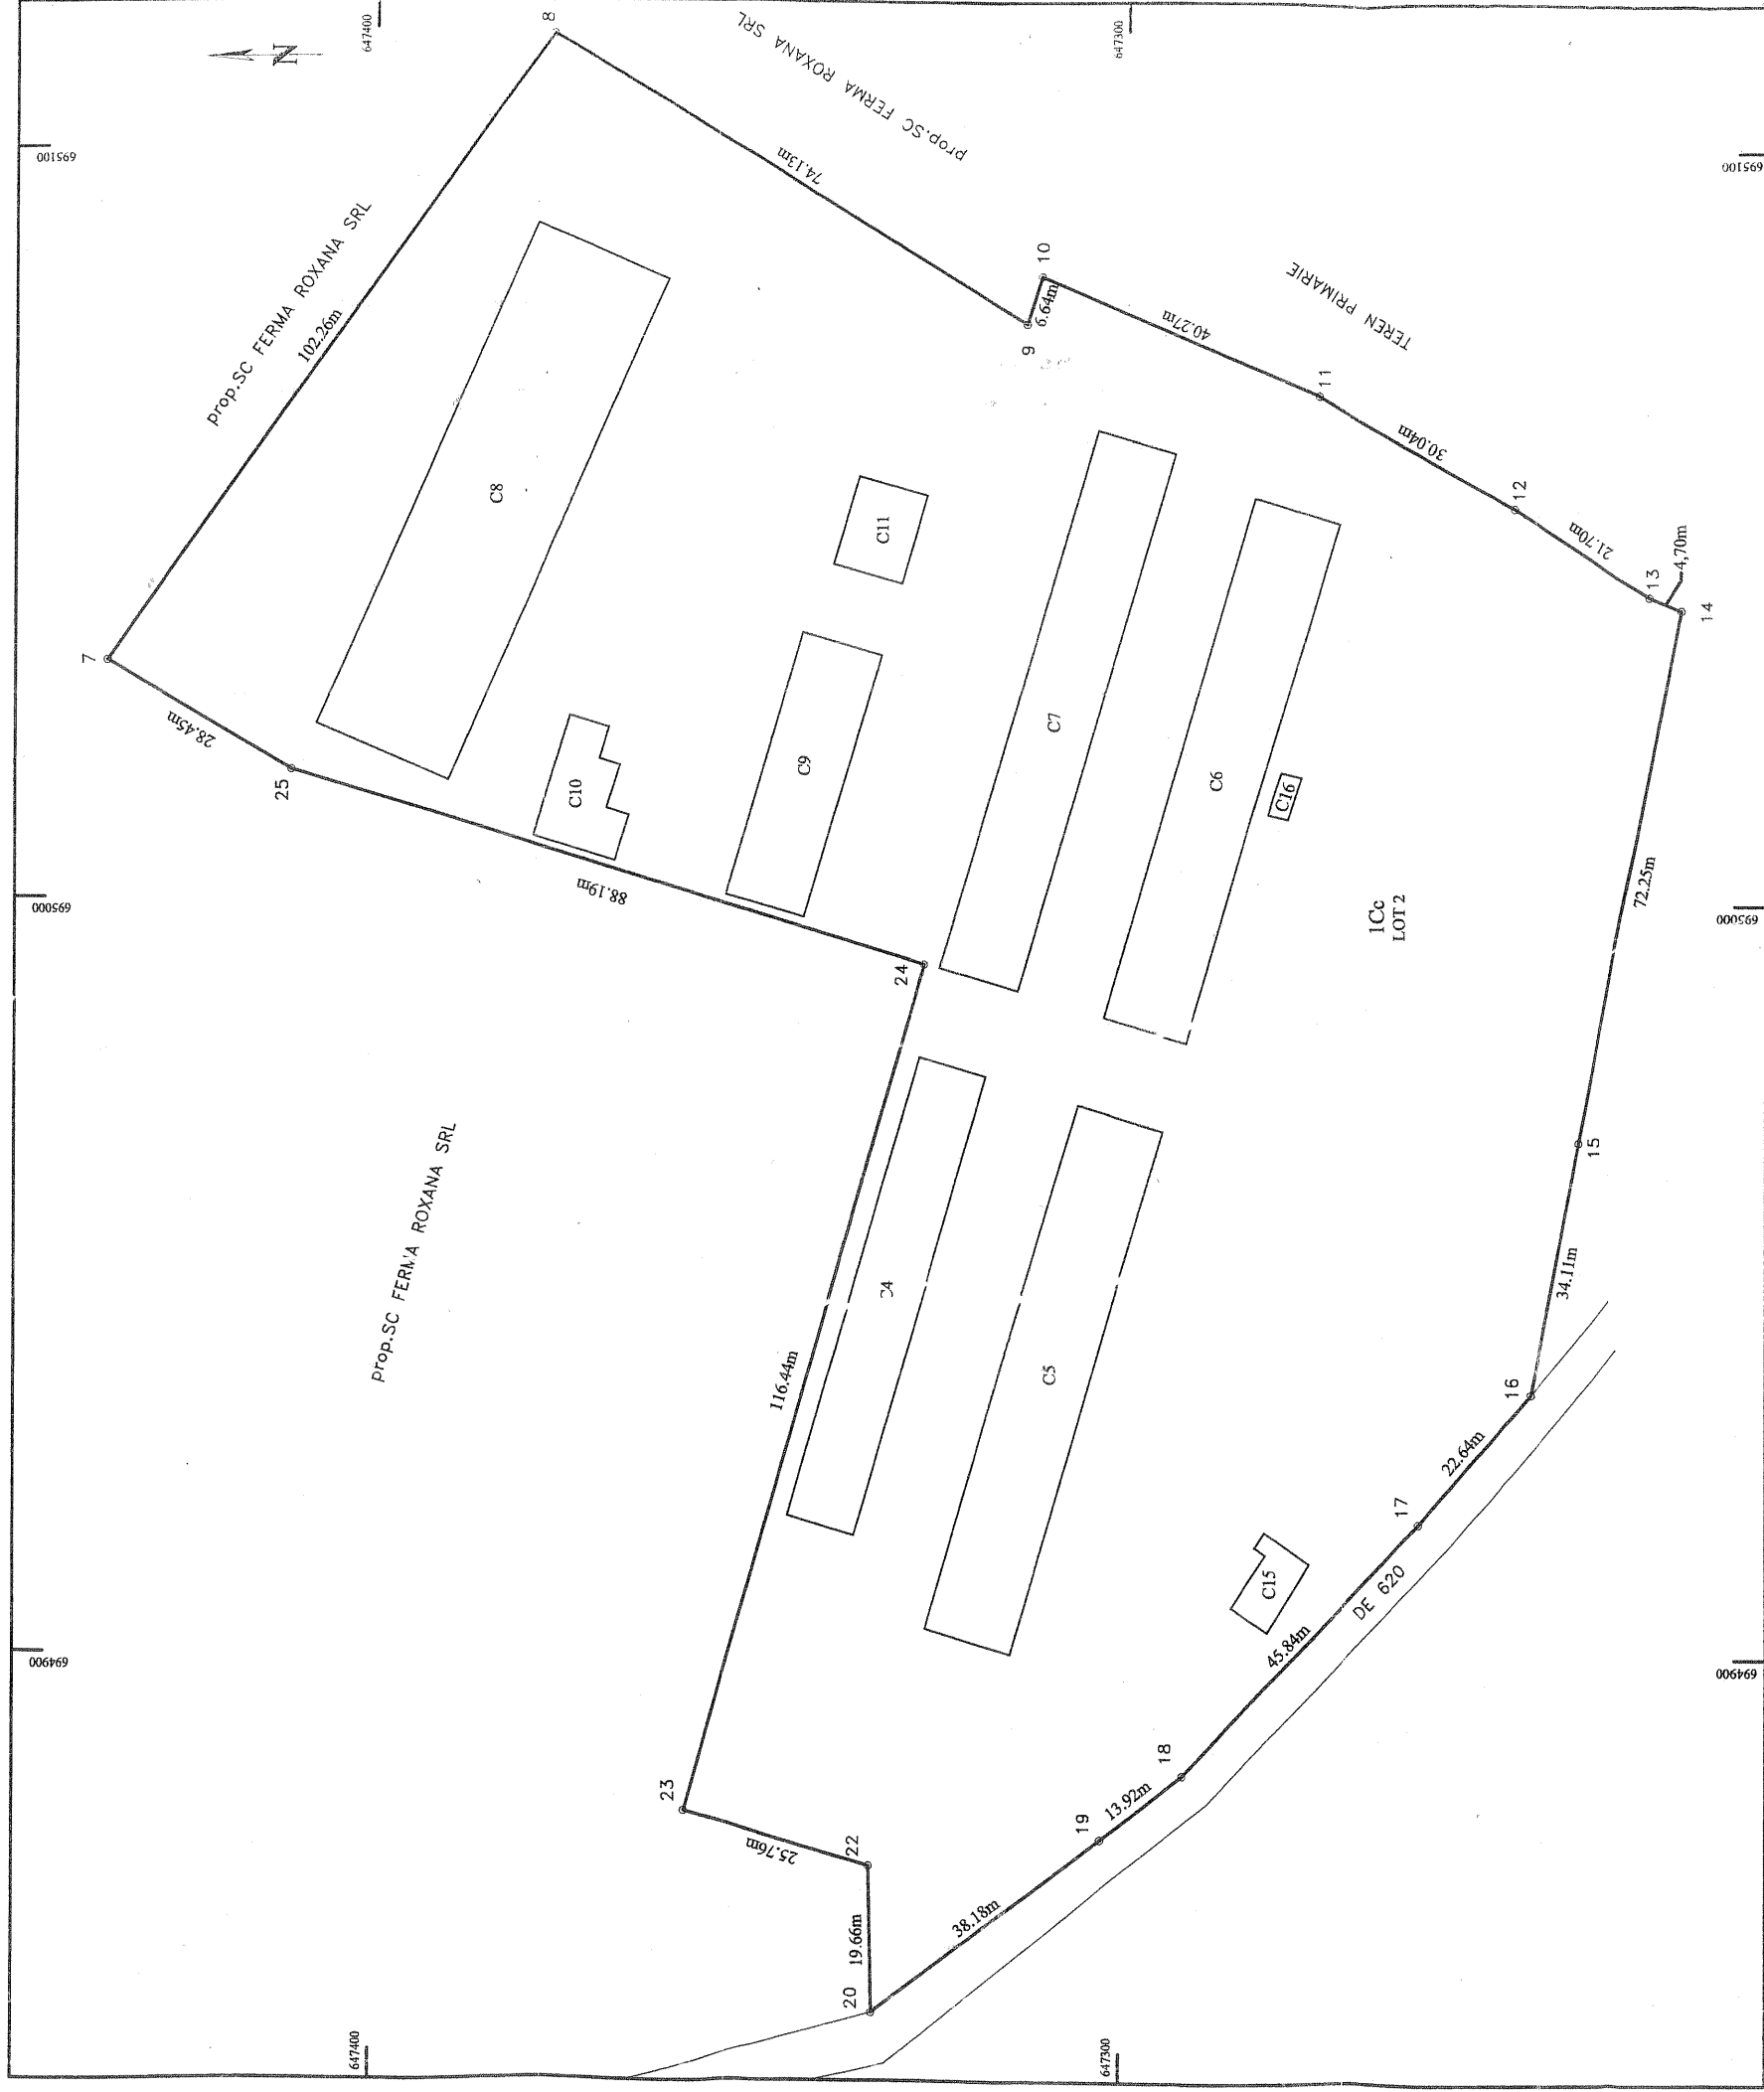 695100
647400
8
N
prop.SC FERMA ROXANA SRL
prop.SC FERMA ROXANA SRL
102.26m
74.13m
647300
695100
7
28.45m
25
C8
C10
C11
C9
9
6.64m
10
40.27m
TEREN PRIMARIE
11
30.04m
12
21.70m
13
4,70m
14
C7
C6
C16
695000
88.19m
24
1Cc
LOT 2
72.25m
695000
prop.SC FERMA ROXANA SRL
116.44m
C5
15
34.11m
16
22.64m
17
C15
DE 620
45.84m
694900
694900
23
25.76m
22
19.66m
20
38.18m
19
13.92m
18
647400
647300